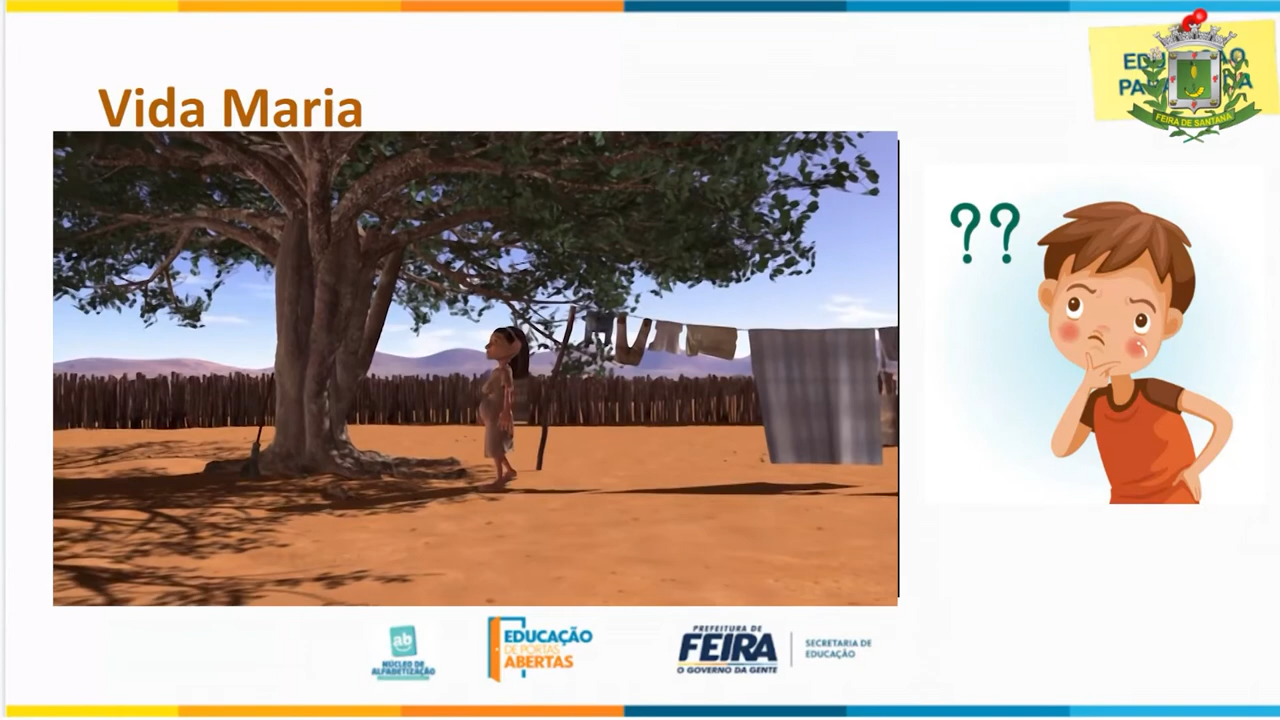 Vida Maria
FEIRA DE SANTANA
??
ab
NÚCLEO DE
ALFABETIZAÇÃO
EDUCAÇÃO
DE PORTAS
ABERTAS
PREFEITURA DE
FEIRA
O GOVERNO DA GENTE
SECRETARIA DE
EDUCAÇÃO